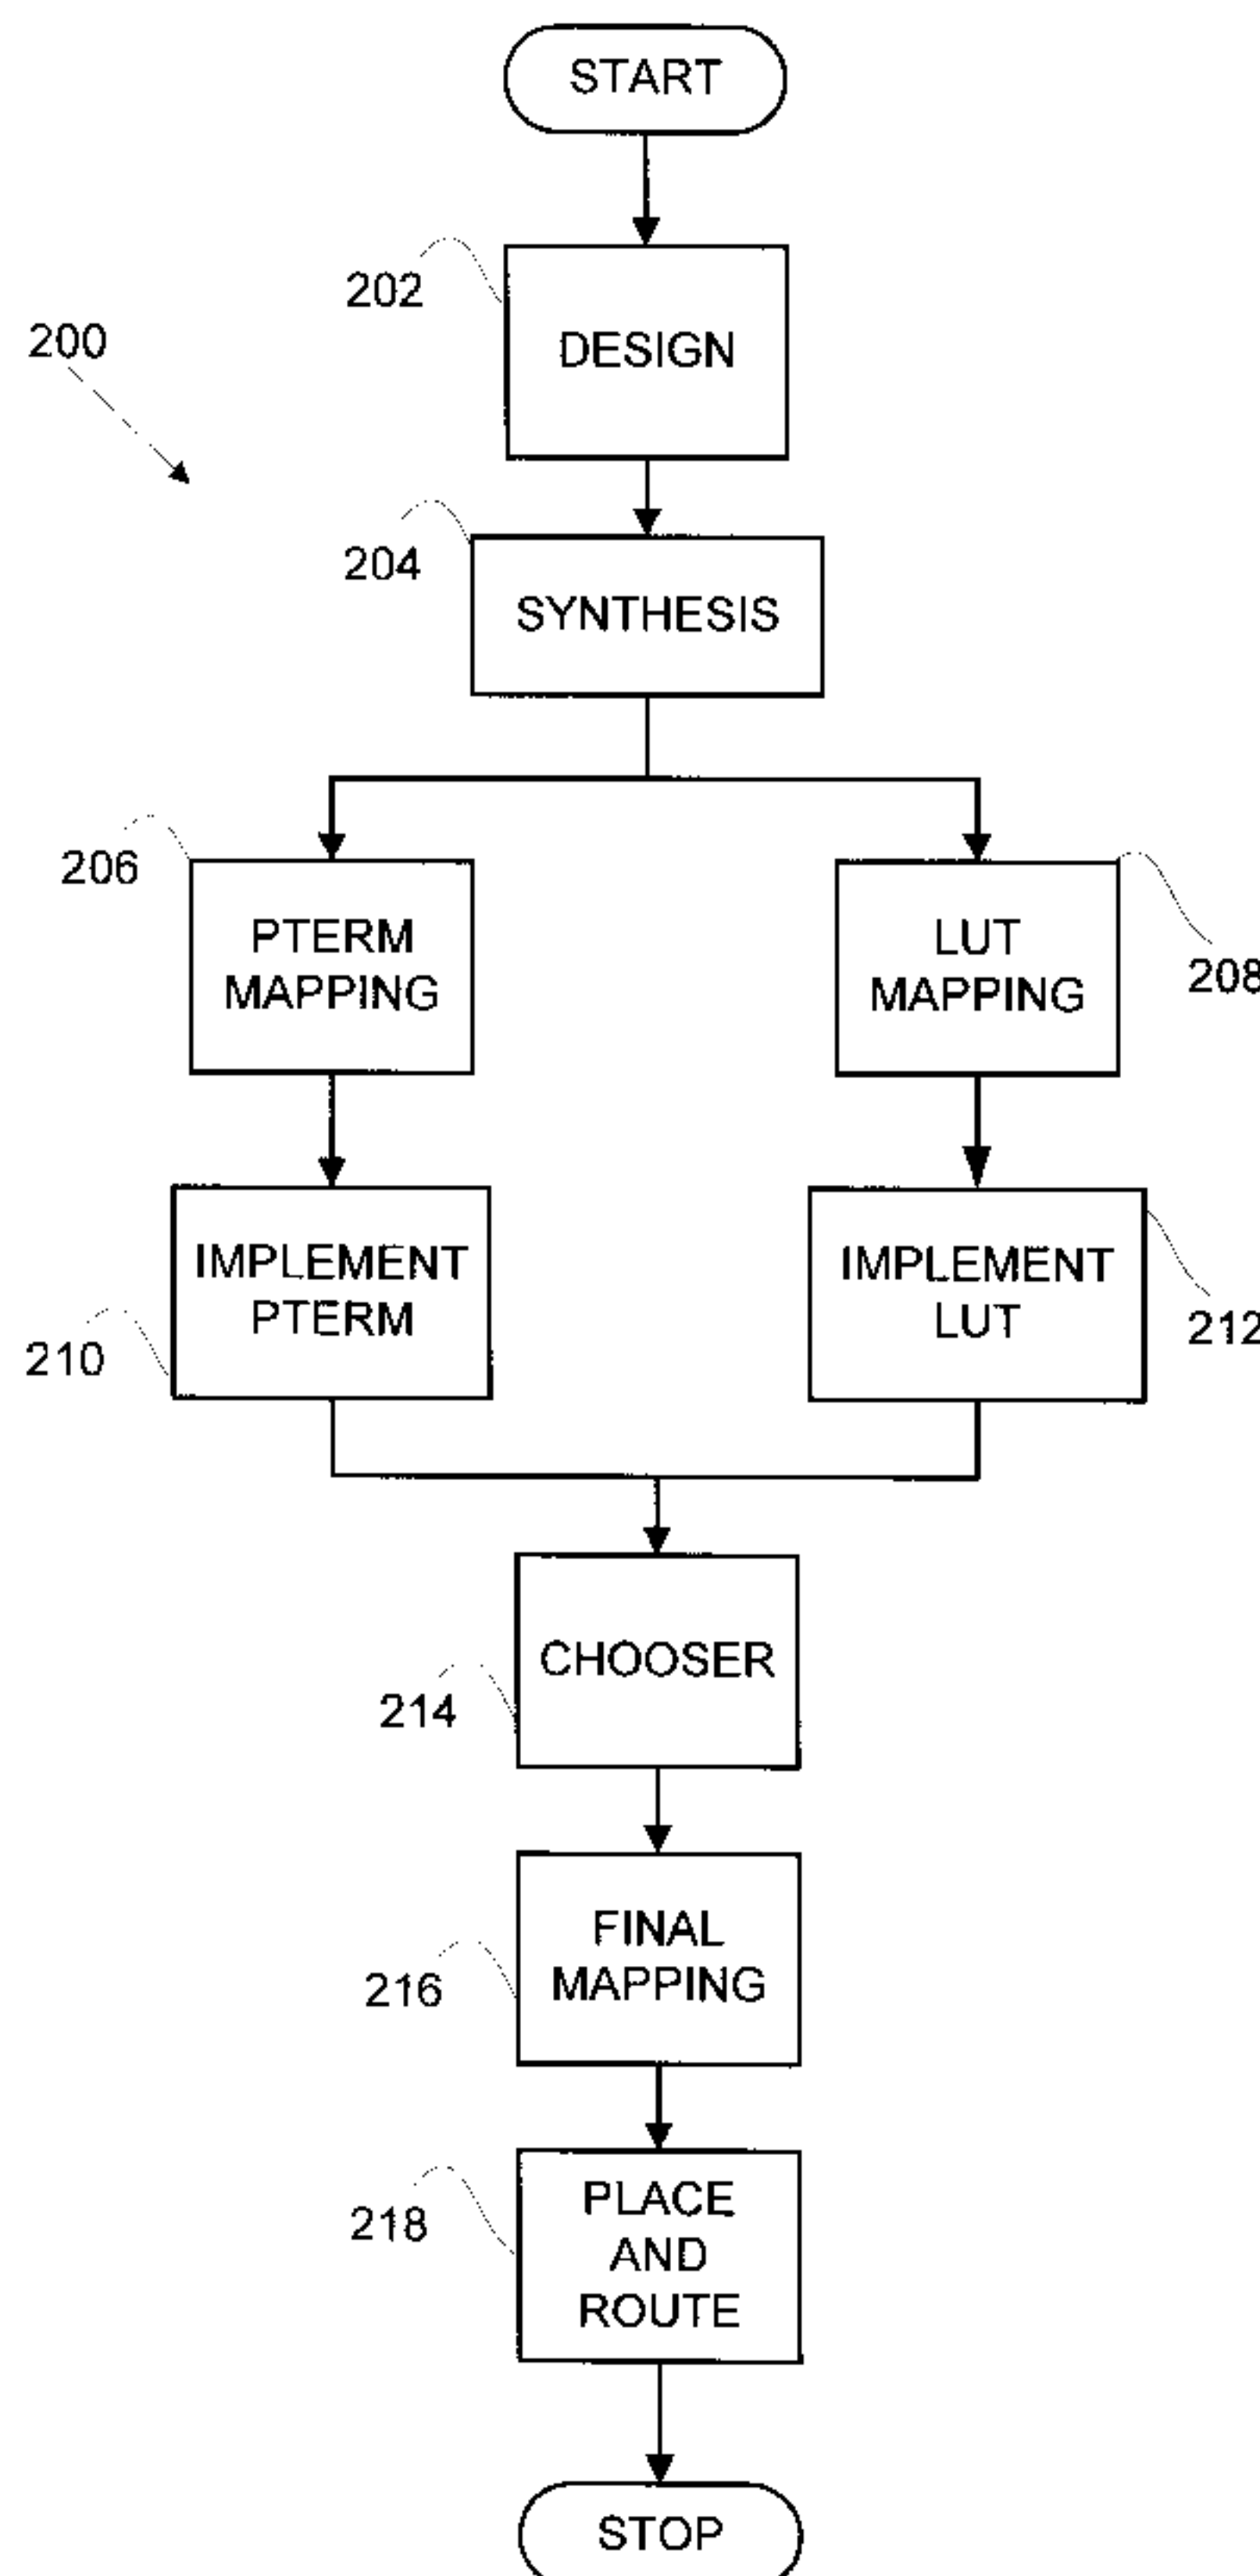 START
202
DESIGN
200
204
SYNTHESIS
206
PTERM
MAPPING
LUT
MAPPING
208
IMPLEMENT
PTERM
210
IMPLEMENT
LUT
212
CHOOSER
214
FINAL
MAPPING
216
PLACE
AND
ROUTE
218
STOP